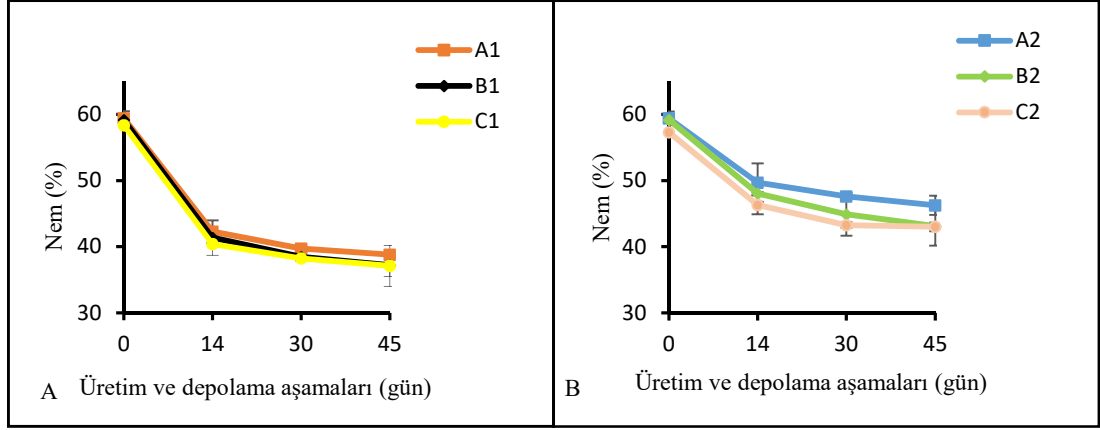 A1
B1
C1
Nem (%)
60
50
40
30
0 14 30 45
A Üretim ve depolama aşamaları (gün)
A2
B2
C2
Nem (%)
60
50
40
30
0 14 30 45
B Üretim ve depolama aşamaları (gün)